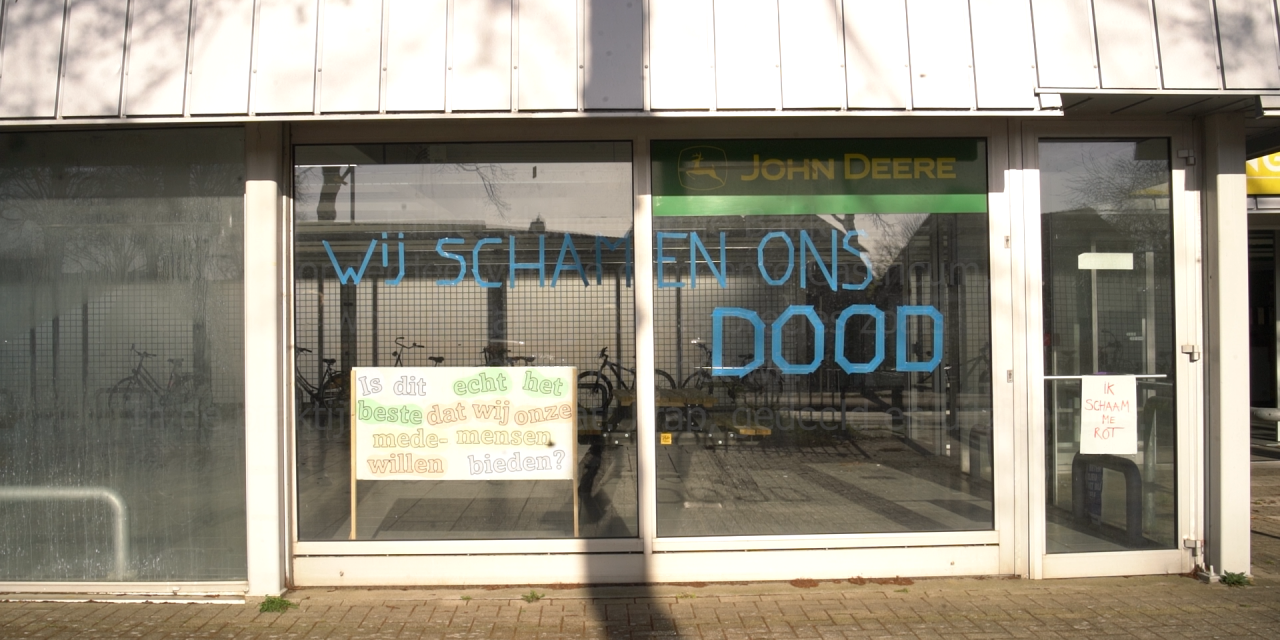 JOHN DEERE
Wij SCHAMEN ONS
DOOD
Is dit echt het
beste dat wij onze
mede- mensen
willen bieden?
IK
SCHAAM
ME
ROT